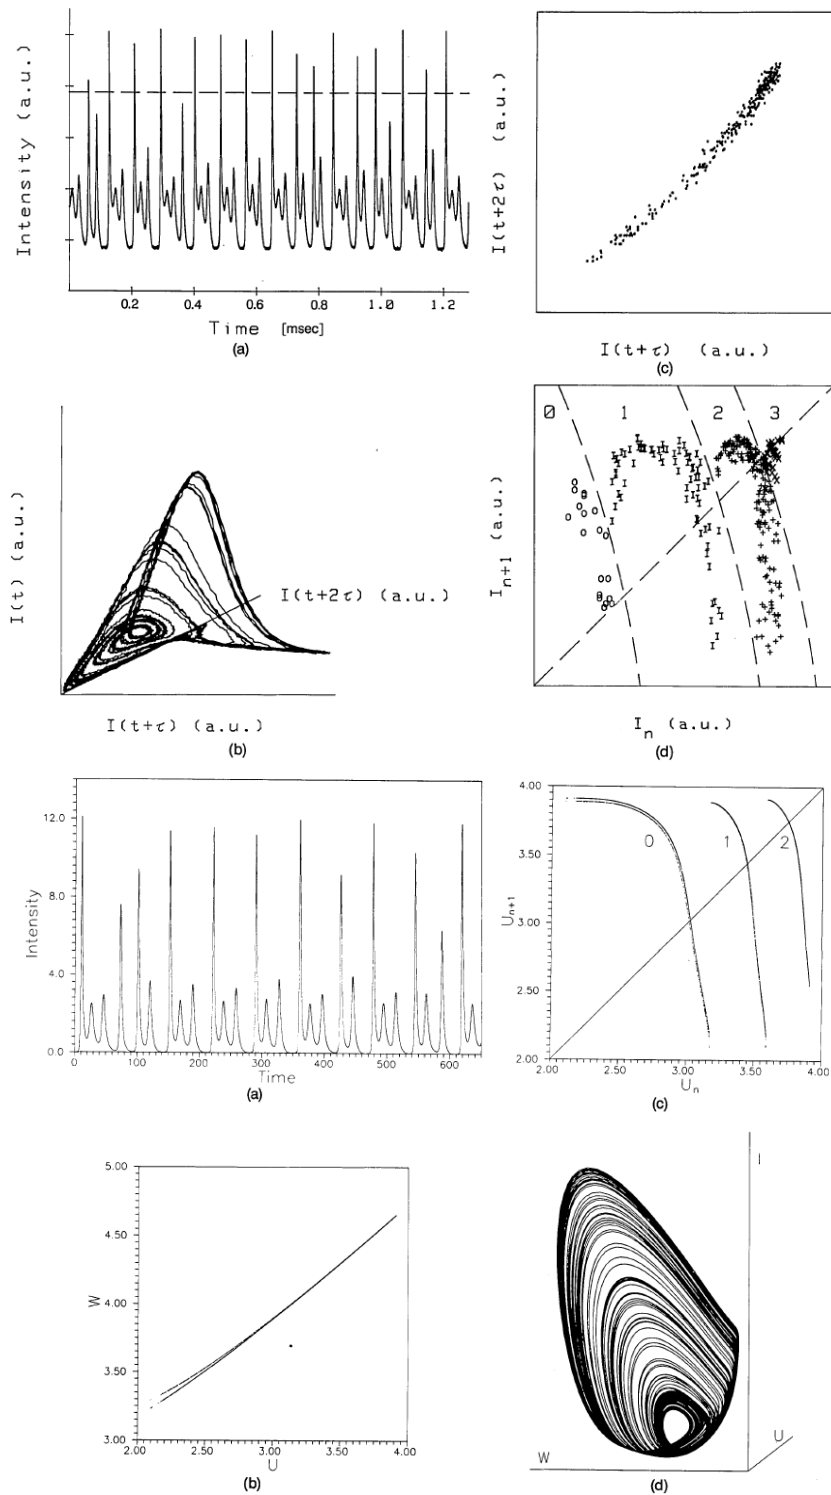 Intensity (a.u.)
0.2 0.4 0.6 0.8 1.0 1.2
Time [msec]
(a)
I(t+2τ) (a.u.)
I(t+τ) (a.u.)
(c)
I(t) (a.u.)
I(t+2τ) (a.u.)
I(t+τ) (a.u.)
(b)
0 1 2 3
I n+1 (a.u.)
I n (a.u.)
(d)
12.0
8.0
4.0
0.0
Intensity
0 100 200 300 400 500 600
Time
(a)
4.00
3.50
3.00
2.50
2.00
U n+1
0 1 2
2.00 2.50 3.00 3.50 4.00
U n
(c)
5.00
4.50
4.00
3.50
3.00
W
2.00 2.50 3.00 3.50 4.00
U
(b)
I
U
W
(d)